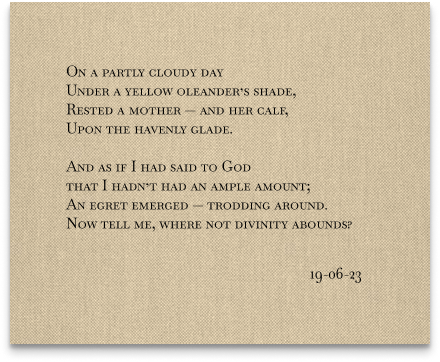 On a partly cloudy day
Under a yellow oleander's shade,
Rested a mother — and her calf,
Upon the havenly glade.

And as if I had said to God
that I hadn't had an ample amount;
An egret emerged — trodding around.
Now tell me, where not divinity abounds?

19-06-23